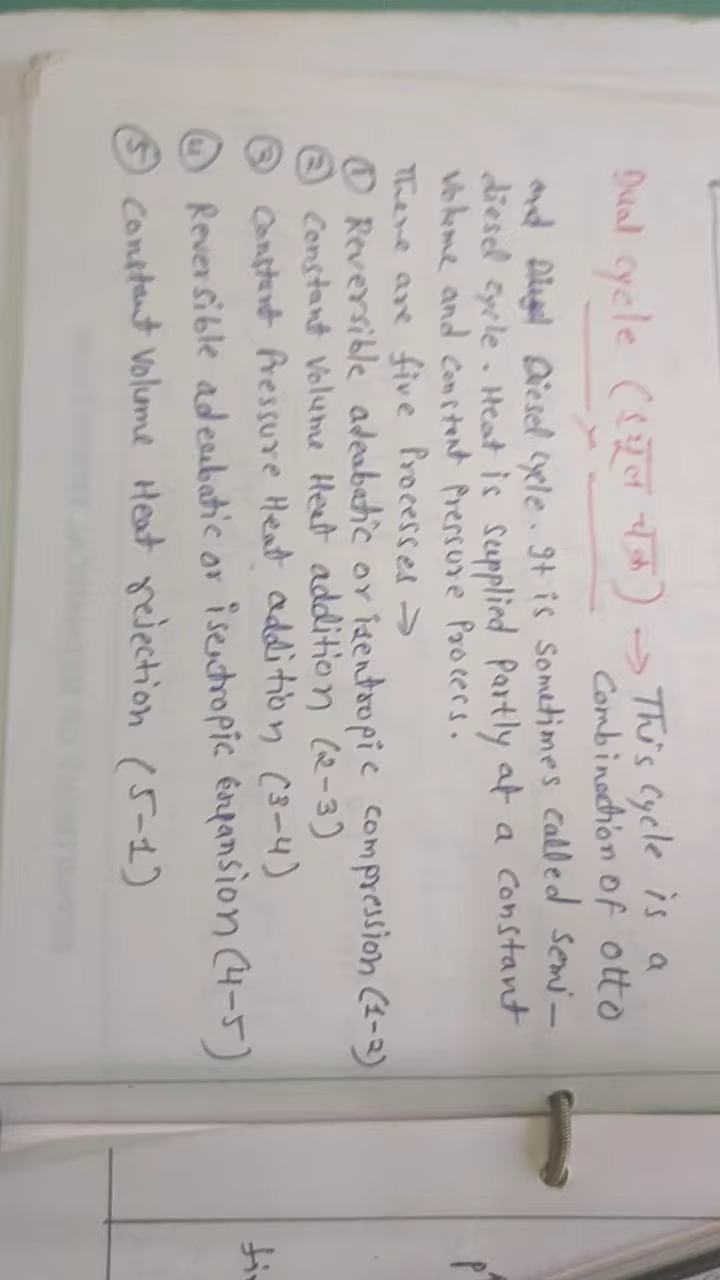 Dual cycle (डयूल चक्र) → This cycle is a
combination of otto
and Diesel cycle. It is sometimes called semi-
diesel cycle. Heat is supplied partly at a constant
volume and constant pressure process.
There are five Processes →
① Reversible adeabatic or isentropic compression (1-2)
② Constant volume Heat addition (2-3)
③ Constant Pressure Heat addition (3-4)
④ Reversible adeabatic or isentropic expansion (4-5)
⑤ Constant volume Heat rejection (5-1)